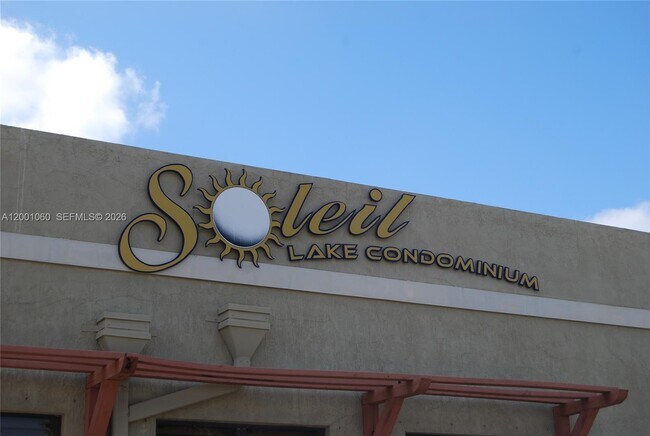 Soleil
LAKE CONDOMINIUM
A12001060 SEFMLS© 2026